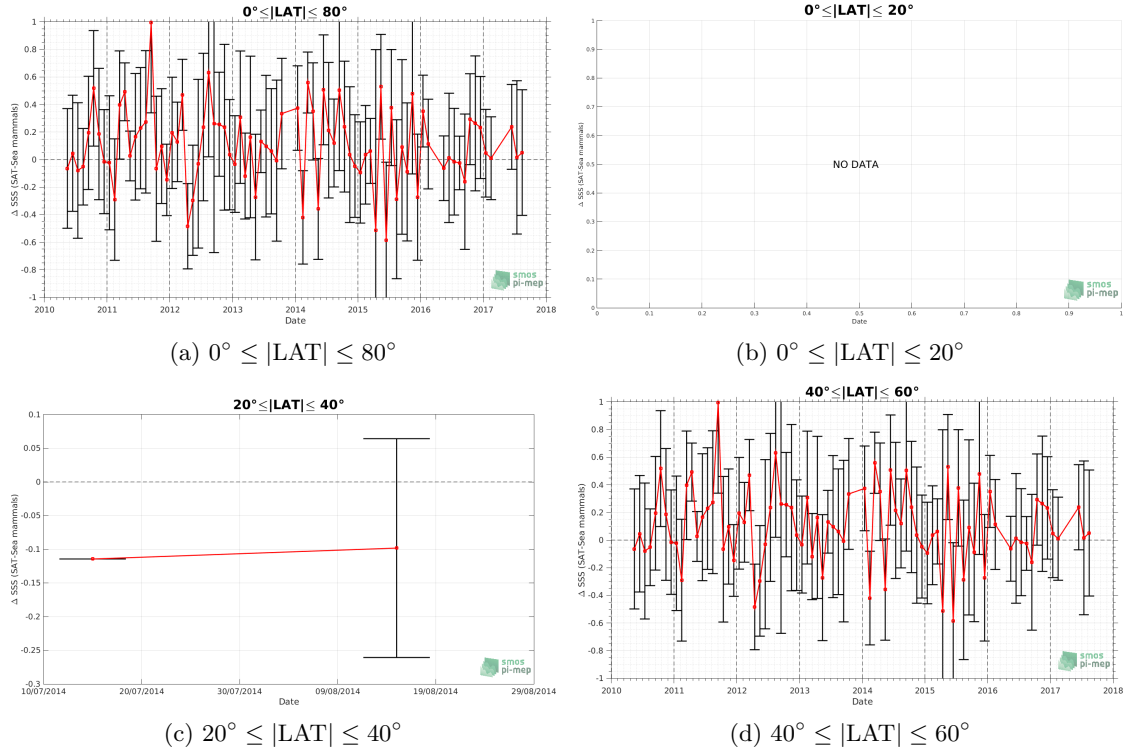 0°≤|LAT|≤ 80°
1
0.8
0.6
0.4
0.2
0
-0.2
-0.4
-0.6
-0.8
-1
Δ SSS (SAT-Sea mammals)
2010 2011 2012 2013 2014 2015 2016 2017 2018
Date
smos
pi-mep
(a) 0° ≤ |LAT| ≤ 80°
0°≤|LAT|≤ 20°
1
0.9
0.8
0.7
0.6
0.5
0.4
0.3
0.2
0.1
0
Δ SSS (SAT-Sea mammals)
NO DATA
0 0.1 0.2 0.3 0.4 0.5 0.6 0.7 0.8 0.9 1
Date
smos
pi-mep
(b) 0° ≤ |LAT| ≤ 20°
20°≤|LAT|≤ 40°
0.1
0.05
0
-0.05
-0.1
-0.15
-0.2
-0.25
-0.3
Δ SSS (SAT-Sea mammals)
10/07/2014 20/07/2014 30/07/2014 09/08/2014 19/08/2014 29/08/2014
Date
smos
pi-mep
(c) 20° ≤ |LAT| ≤ 40°
40°≤|LAT|≤ 60°
1
0.8
0.6
0.4
0.2
0
-0.2
-0.4
-0.6
-0.8
-1
Δ SSS (SAT-Sea mammals)
2010 2011 2012 2013 2014 2015 2016 2017 2018
Date
smos
pi-mep
(d) 40° ≤ |LAT| ≤ 60°